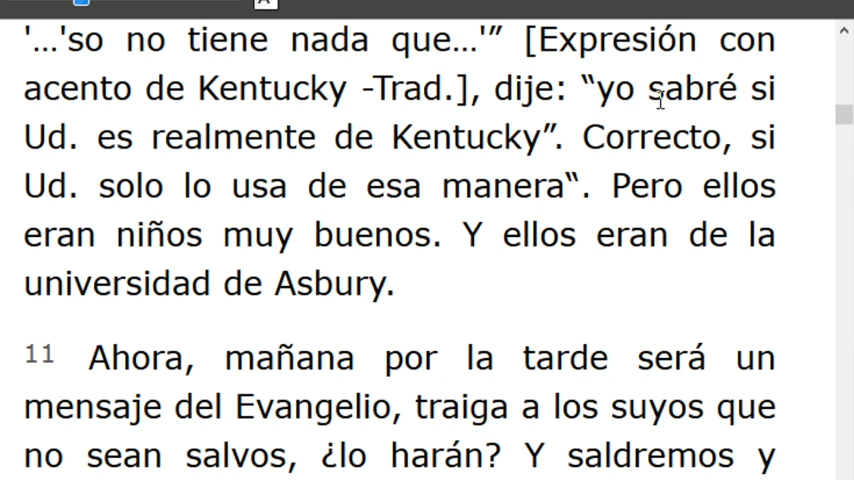 '...'so no tiene nada que...'” [Expresión con
acento de Kentucky -Trad.], dije: “yo sabré si
Ud. es realmente de Kentucky”. Correcto, si
Ud. solo lo usa de esa manera“. Pero ellos
eran niños muy buenos. Y ellos eran de la
universidad de Asbury.
11 Ahora, mañana por la tarde será un
mensaje del Evangelio, traiga a los suyos que
no sean salvos, ¿lo harán? Y saldremos y